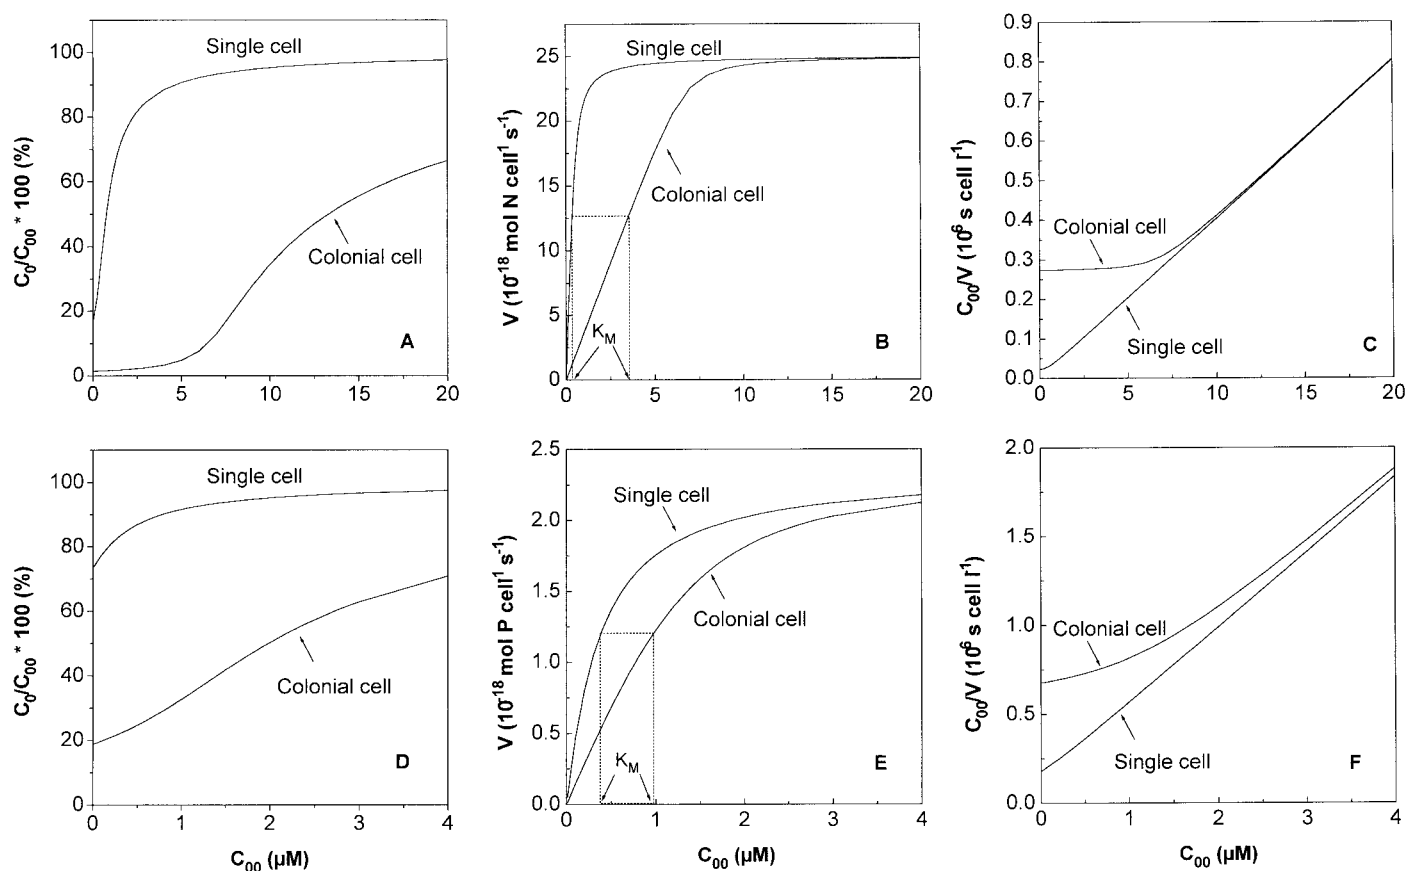 C₀/C₀₀ * 100 (%)
100
80
60
40
20
0
0 5 10 15 20
Single cell
Colonial cell
A
V (10⁻¹⁸ mol N cell¹ s⁻¹)
25
20
15
10
5
0
0 5 10 15 20
Single cell
Colonial cell
K_M
B
C₀₀/V (10⁶ s cell l⁻¹)
0.9
0.8
0.7
0.6
0.5
0.4
0.3
0.2
0.1
0.0
0 5 10 15 20
Colonial cell
Single cell
C
C₀/C₀₀ * 100 (%)
100
80
60
40
20
0
0 1 2 3 4
Single cell
Colonial cell
D
C₀₀ (µM)
V (10⁻¹⁸ mol P cell¹ s⁻¹)
2.5
2.0
1.5
1.0
0.5
0.0
0 1 2 3 4
Single cell
Colonial cell
K_M
E
C₀₀ (µM)
C₀₀/V (10⁶ s cell l⁻¹)
2.0
1.5
1.0
0.5
0.0
0 1 2 3 4
Colonial cell
Single cell
F
C₀₀ (µM)